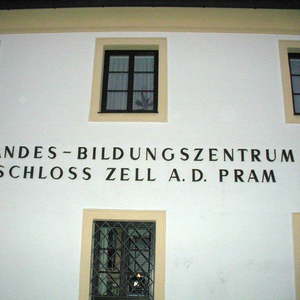 ANDES-BILDUNGSZENTRUM
SCHLOSS ZELL A.D. PRAM